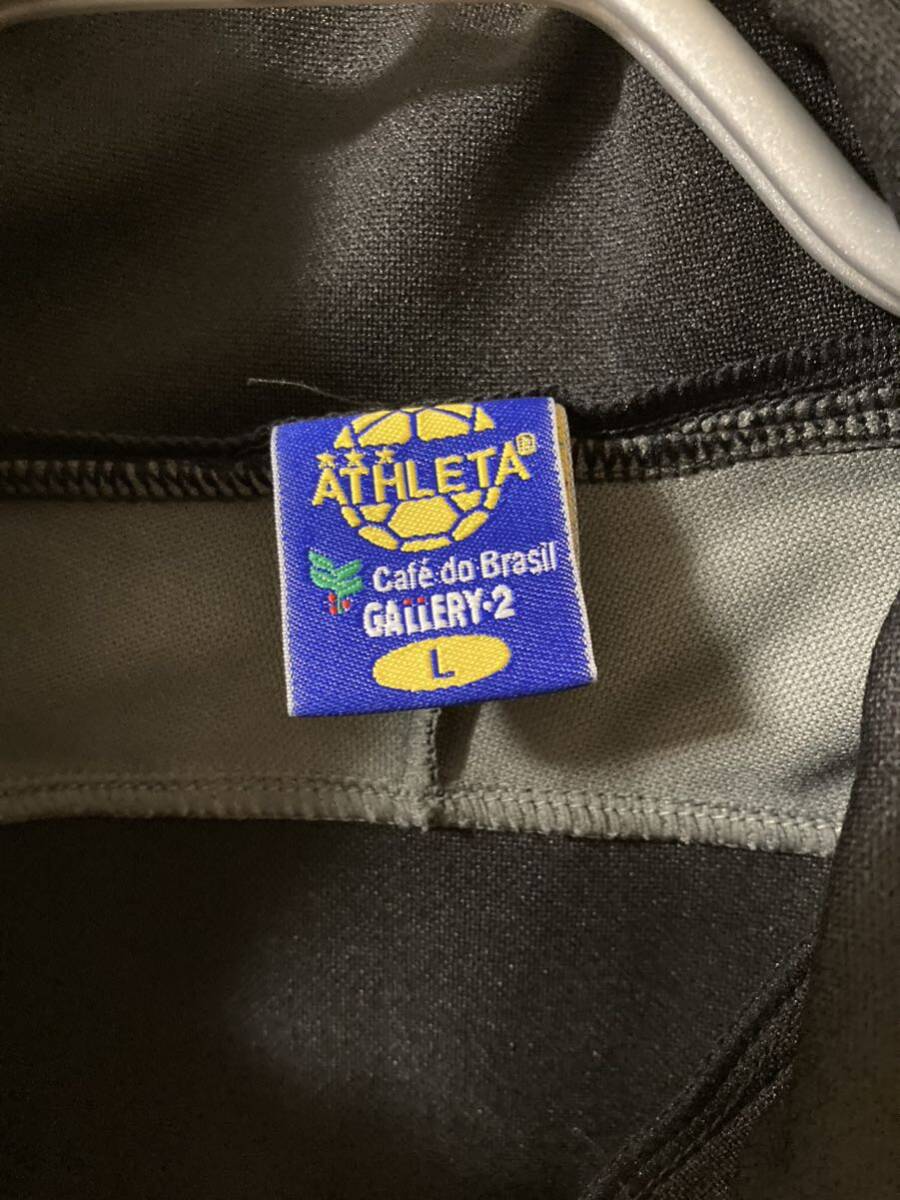 ATHLETA®
Café do Brasil
GALLERY·2
L